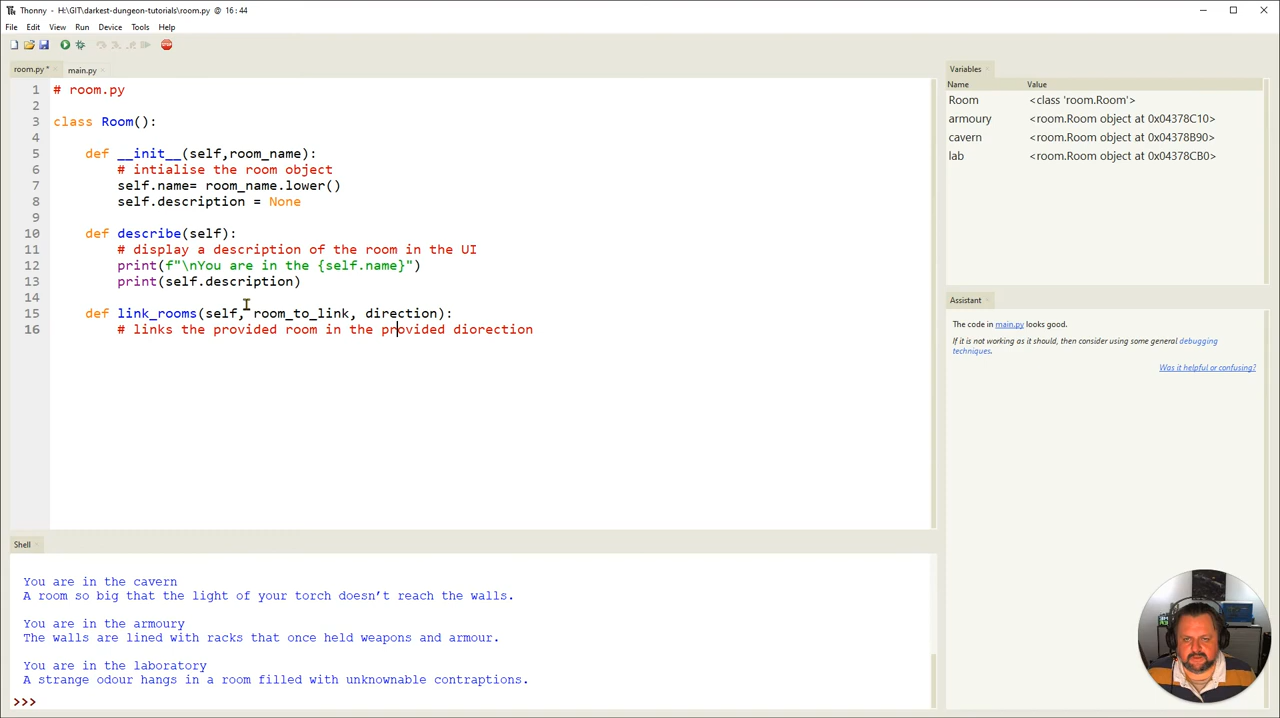 Thonny - H:\GIT\darkest-dungeon-tutorials\room.py @ 16 : 44
File Edit View Run Device Tools Help
room.py * × main.py ×
1 # room.py
2
3 class Room():
4
5     def __init__(self,room_name):
6         # intialise the room object
7         self.name= room_name.lower()
8         self.description = None
9
10     def describe(self):
11         # display a description of the room in the UI
12         print(f"\nYou are in the {self.name}")
13         print(self.description)
14
15     def link_rooms(self, room_to_link, direction):
16         # links the provided room in the provided diorection
Variables
Name Value
Room <class 'room.Room'>
armoury <room.Room object at 0x04378C10>
cavern <room.Room object at 0x04378B90>
lab <room.Room object at 0x04378CB0>
Assistant
The code in main.py looks good.
If it is not working as it should, then consider using some general debugging
techniques.
Was it helpful or confusing?
Shell
You are in the cavern
A room so big that the light of your torch doesn’t reach the walls.
You are in the armoury
The walls are lined with racks that once held weapons and armour.
You are in the laboratory
A strange odour hangs in a room filled with unknownable contraptions.
>>>